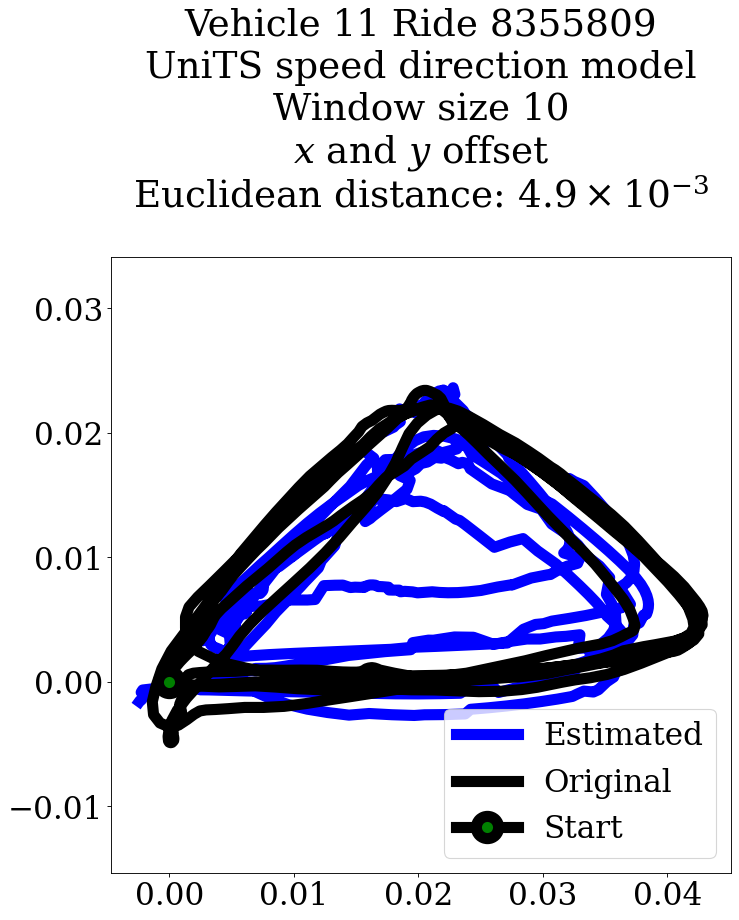 Vehicle 11 Ride 8355809
UniTS speed direction model
Window size 10
x and y offset
Euclidean distance: 4.9 × 10⁻³
0.03
0.02
0.01
0.00
−0.01
Estimated
Original
Start
0.00 0.01 0.02 0.03 0.04